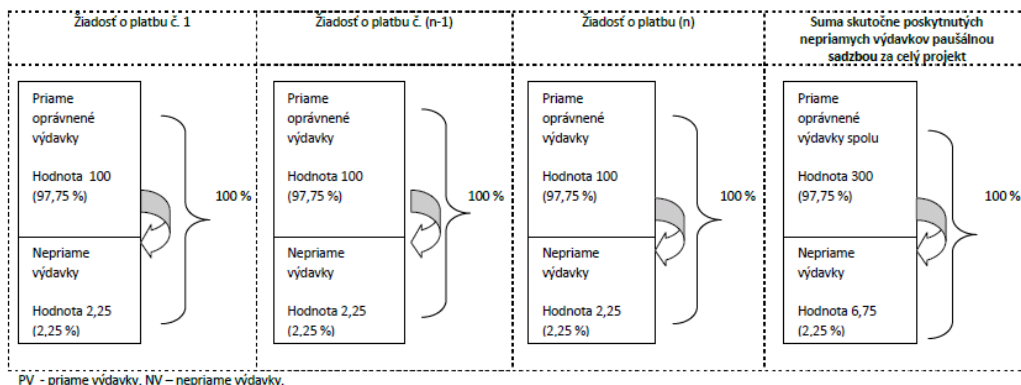 Žiadosť o platbu č. 1
Priame
oprávnené
výdavky
Hodnota 100
(97,75 %)
100 %
Nepriame
výdavky
Hodnota 2,25
(2,25 %)
Žiadosť o platbu č. (n-1)
Priame
oprávnené
výdavky
Hodnota 100
(97,75 %)
100 %
Nepriame
výdavky
Hodnota 2,25
(2,25 %)
Žiadosť o platbu (n)
Priame
oprávnené
výdavky
Hodnota 100
(97,75 %)
100 %
Nepriame
výdavky
Hodnota 2,25
(2,25 %)
Suma skutočne poskytnutých
nepriamych výdavkov paušálnou
sadzbou za celý projekt
Priame
oprávnené
výdavky spolu
Hodnota 300
(97,75 %)
100 %
Nepriame
výdavky
Hodnota 6,75
(2,25 %)
PV - priame výdavky, NV – nepriame výdavky.